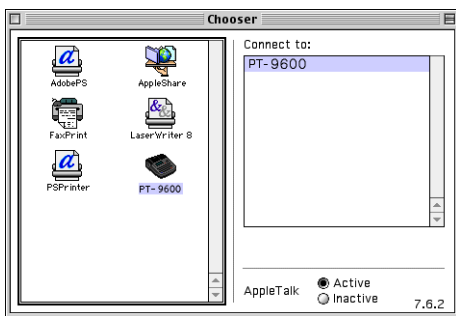 Chooser
AdobePS
AppleShare
FaxPrint
LaserWriter 8
PSPrinter
PT-9600
Connect to:
PT-9600
AppleTalk
Active
Inactive
7.6.2